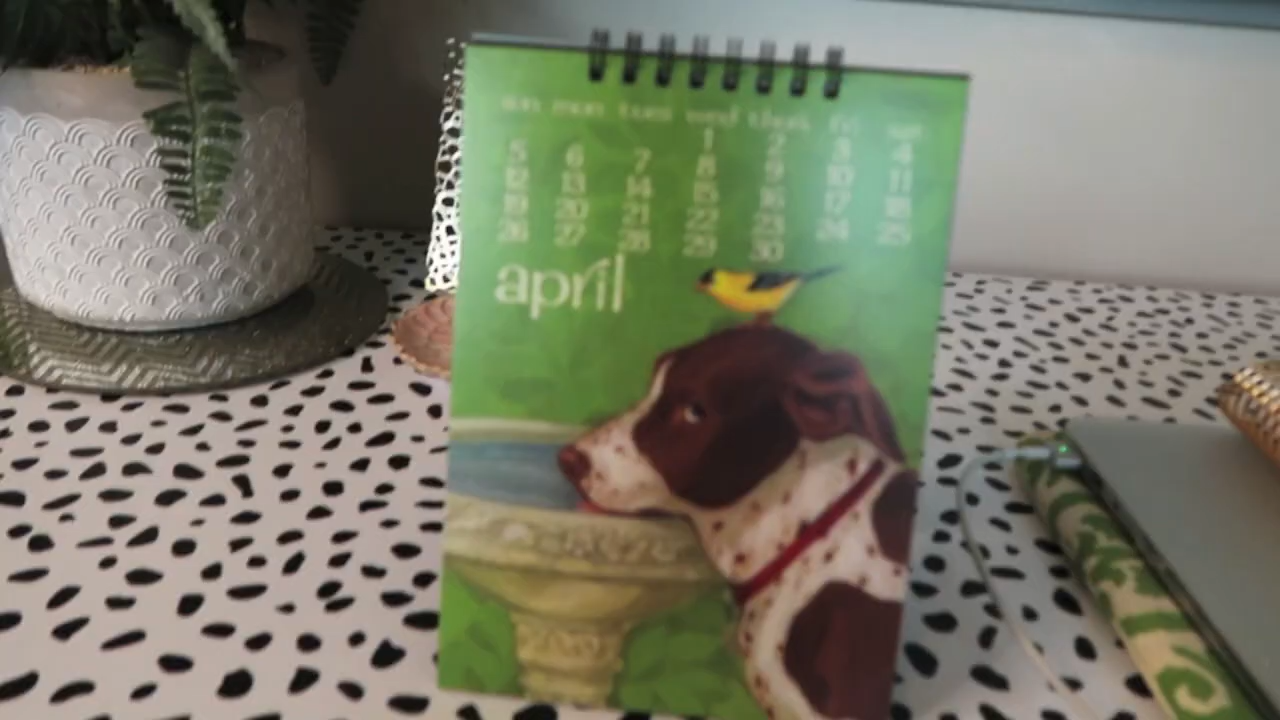 sun mon tues wed thurs fri sat
1 2 3 4
5 6 7 8 9 10 11
12 13 14 15 16 17 18
19 20 21 22 23 24 25
26 27 28 29 30
april